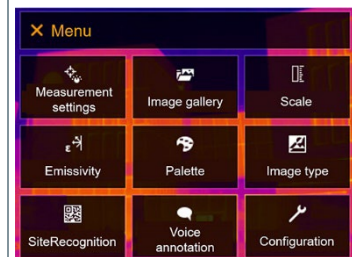 × Menu
Measurement
settings
Image gallery
Scale
ε
Emissivity
Palette
Image type
SiteRecognition
Voice
annotation
Configuration